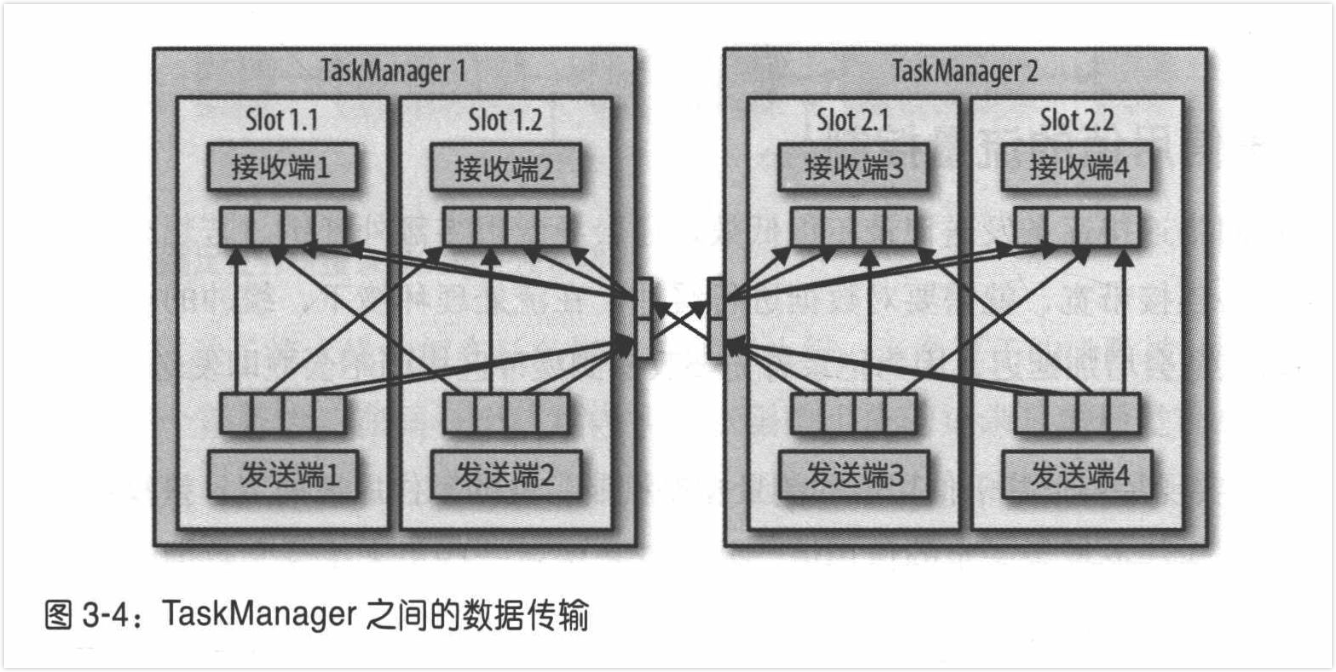 TaskManager 1
TaskManager 2
Slot 1.1
Slot 1.2
Slot 2.1
Slot 2.2
接收端1
接收端2
接收端3
接收端4
发送端1
发送端2
发送端3
发送端4
图 3-4：TaskManager 之间的数据传输